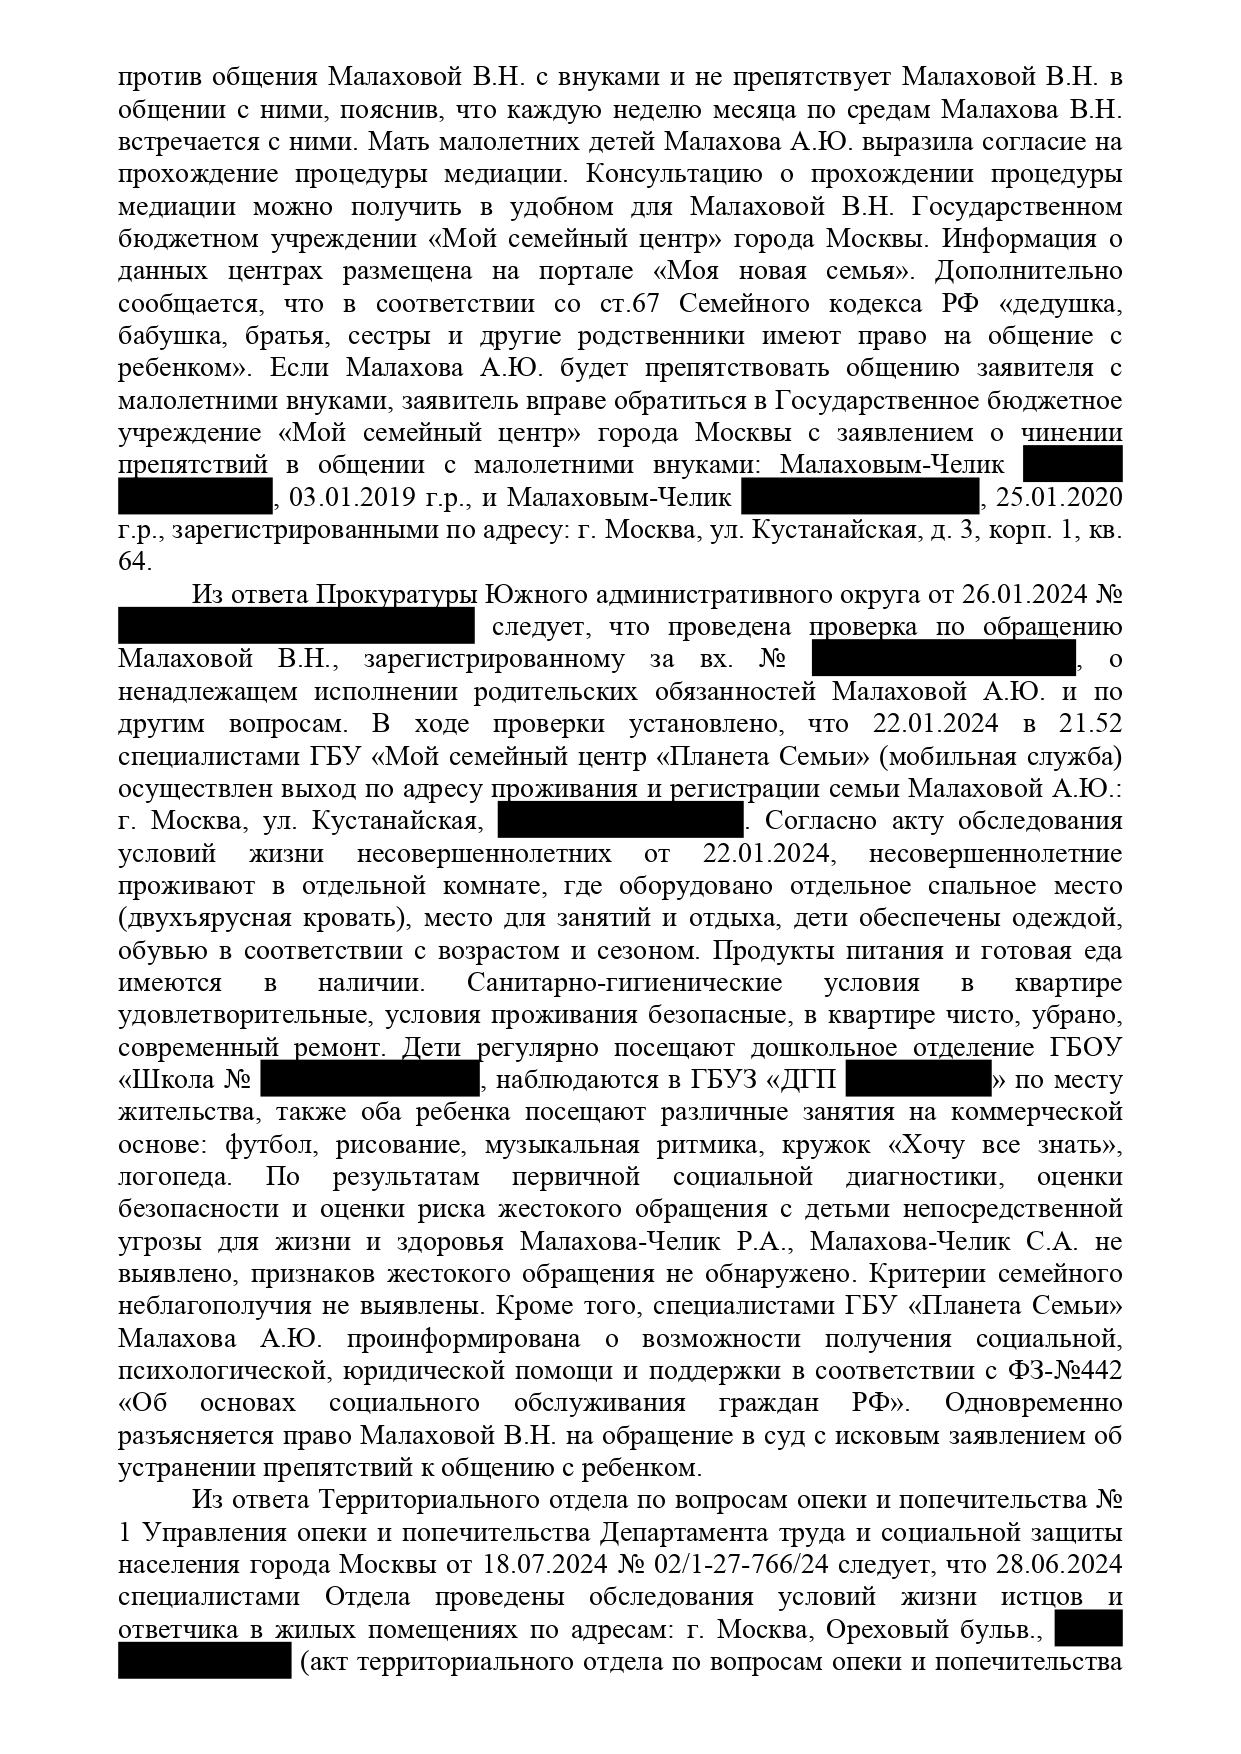 против общения Малаховой В.Н. с внуками и не препятствует Малаховой В.Н. в
общении с ними, пояснив, что каждую неделю месяца по средам Малахова В.Н.
встречается с ними. Мать малолетних детей Малахова А.Ю. выразила согласие на
прохождение процедуры медиации. Консультацию о прохождении процедуры
медиации можно получить в удобном для Малаховой В.Н. Государственном
бюджетном учреждении «Мой семейный центр» города Москвы. Информация о
данных центрах размещена на портале «Моя новая семья». Дополнительно
сообщается, что в соответствии со ст.67 Семейного кодекса РФ «дедушка,
бабушка, братья, сестры и другие родственники имеют право на общение с
ребенком». Если Малахова А.Ю. будет препятствовать общению заявителя с
малолетними внуками, заявитель вправе обратиться в Государственное бюджетное
учреждение «Мой семейный центр» города Москвы с заявлением о чинении
препятствий в общении с малолетними внуками: Малаховым-Челик
, 03.01.2019 г.р., и Малаховым-Челик , 25.01.2020
г.р., зарегистрированными по адресу: г. Москва, ул. Кустанайская, д. 3, корп. 1, кв.
64.
Из ответа Прокуратуры Южного административного округа от 26.01.2024 №
следует, что проведена проверка по обращению
Малаховой В.Н., зарегистрированному за вх. № , о
ненадлежащем исполнении родительских обязанностей Малаховой А.Ю. и по
другим вопросам. В ходе проверки установлено, что 22.01.2024 в 21.52
специалистами ГБУ «Мой семейный центр «Планета Семьи» (мобильная служба)
осуществлен выход по адресу проживания и регистрации семьи Малаховой А.Ю.:
г. Москва, ул. Кустанайская, . Согласно акту обследования
условий жизни несовершеннолетних от 22.01.2024, несовершеннолетние
проживают в отдельной комнате, где оборудовано отдельное спальное место
(двухъярусная кровать), место для занятий и отдыха, дети обеспечены одеждой,
обувью в соответствии с возрастом и сезоном. Продукты питания и готовая еда
имеются в наличии. Санитарно-гигиенические условия в квартире
удовлетворительные, условия проживания безопасные, в квартире чисто, убрано,
современный ремонт. Дети регулярно посещают дошкольное отделение ГБОУ
«Школа № , наблюдаются в ГБУЗ «ДГП » по месту
жительства, также оба ребенка посещают различные занятия на коммерческой
основе: футбол, рисование, музыкальная ритмика, кружок «Хочу все знать»,
логопеда. По результатам первичной социальной диагностики, оценки
безопасности и оценки риска жестокого обращения с детьми непосредственной
угрозы для жизни и здоровья Малахова-Челик Р.А., Малахова-Челик С.А. не
выявлено, признаков жестокого обращения не обнаружено. Критерии семейного
неблагополучия не выявлены. Кроме того, специалистами ГБУ «Планета Семьи»
Малахова А.Ю. проинформирована о возможности получения социальной,
психологической, юридической помощи и поддержки в соответствии с ФЗ-№442
«Об основах социального обслуживания граждан РФ». Одновременно
разъясняется право Малаховой В.Н. на обращение в суд с исковым заявлением об
устранении препятствий к общению с ребенком.
Из ответа Территориального отдела по вопросам опеки и попечительства №
1 Управления опеки и попечительства Департамента труда и социальной защиты
населения города Москвы от 18.07.2024 № 02/1-27-766/24 следует, что 28.06.2024
специалистами Отдела проведены обследования условий жизни истцов и
ответчика в жилых помещениях по адресам: г. Москва, Ореховый бульв.,
(акт территориального отдела по вопросам опеки и попечительства